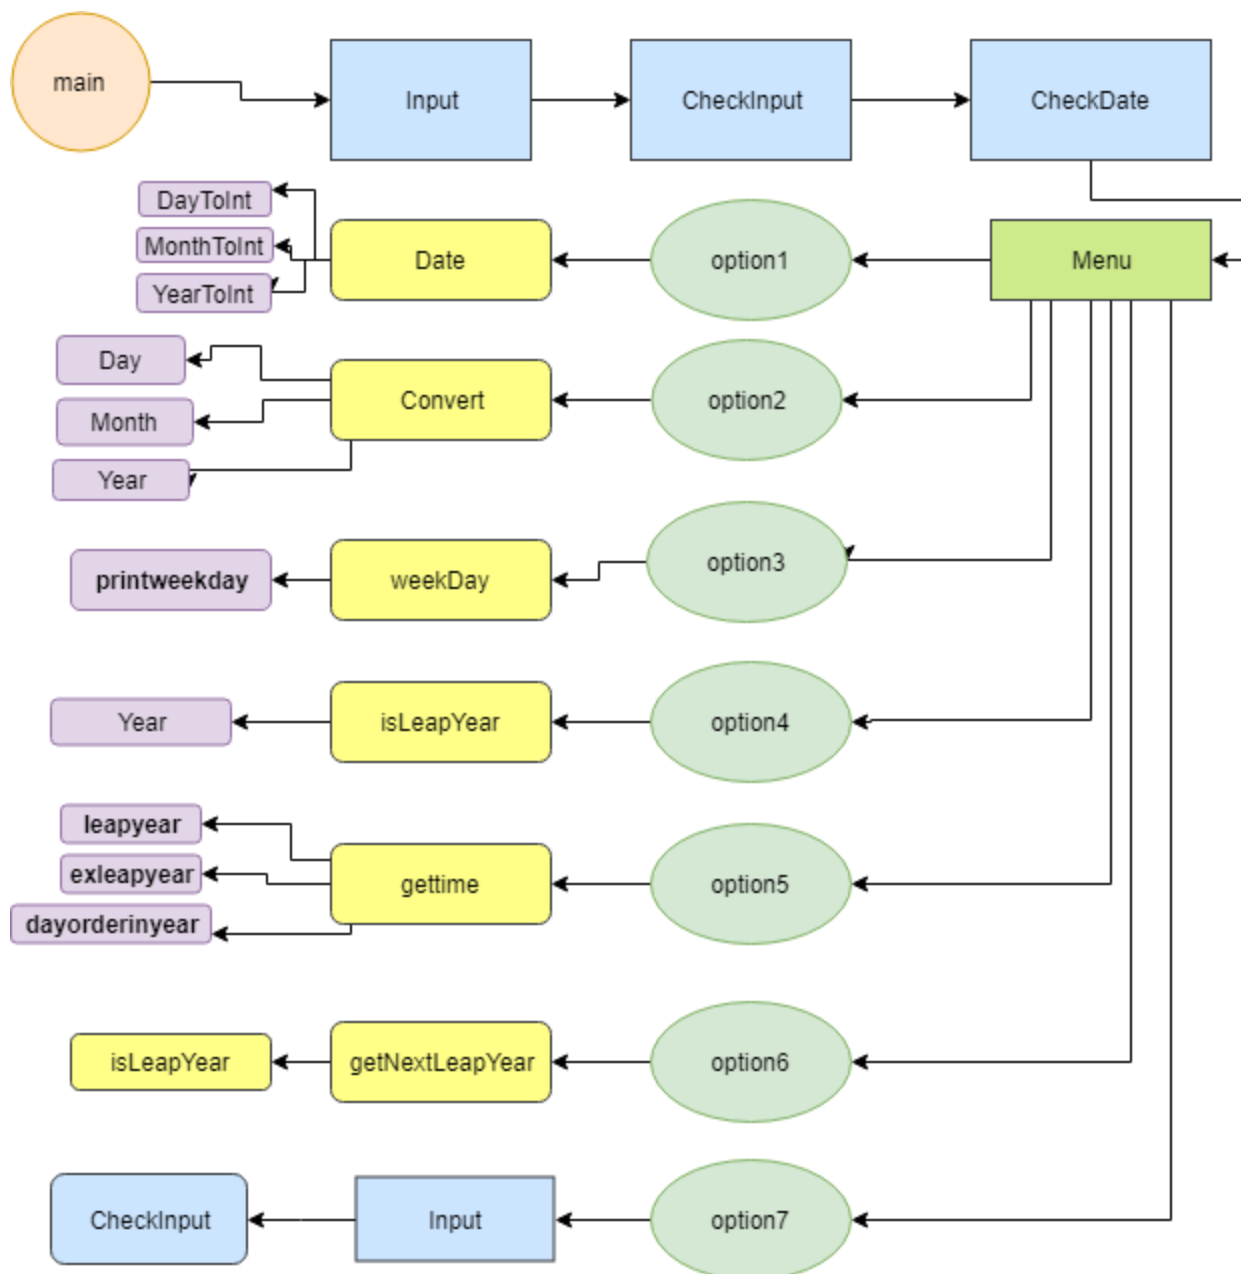 main
Input
CheckInput
CheckDate
DayToInt
MonthToInt
YearToInt
Date
option1
Menu
Day
Month
Year
Convert
option2
printweekday
weekDay
option3
Year
isLeapYear
option4
leapyear
exleapyear
dayorderinyear
gettime
option5
isLeapYear
getNextLeapYear
option6
CheckInput
Input
option7